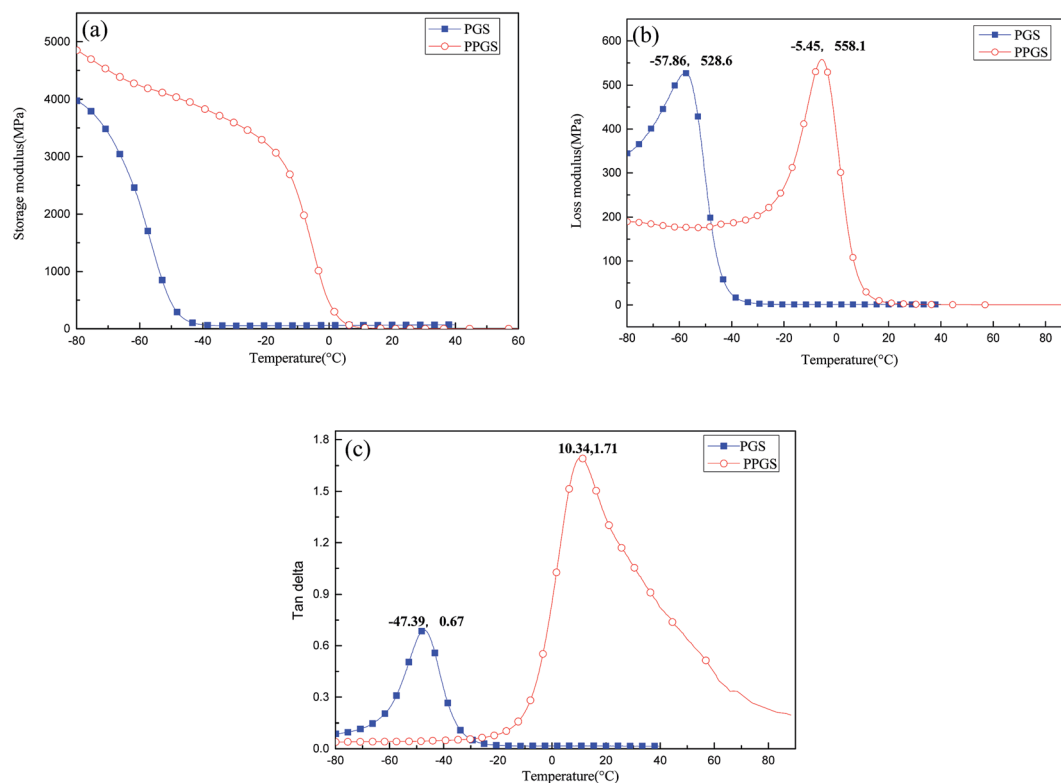 (a)
PGS
PPGS
5000
4000
3000
2000
1000
0
Storage modulus(MPa)
-80 -60 -40 -20 0 20 40 60
Temperature(°C)
(b)
-57.86, 528.6
-5.45, 558.1
PGS
PPGS
600
500
400
300
200
100
0
Loss modulus(MPa)
-80 -60 -40 -20 0 20 40 60 80
Temperature(°C)
(c)
10.34,1.71
-47.39, 0.67
PGS
PPGS
1.8
1.5
1.2
0.9
0.6
0.3
0.0
Tan delta
-80 -60 -40 -20 0 20 40 60 80
Temperature(°C)